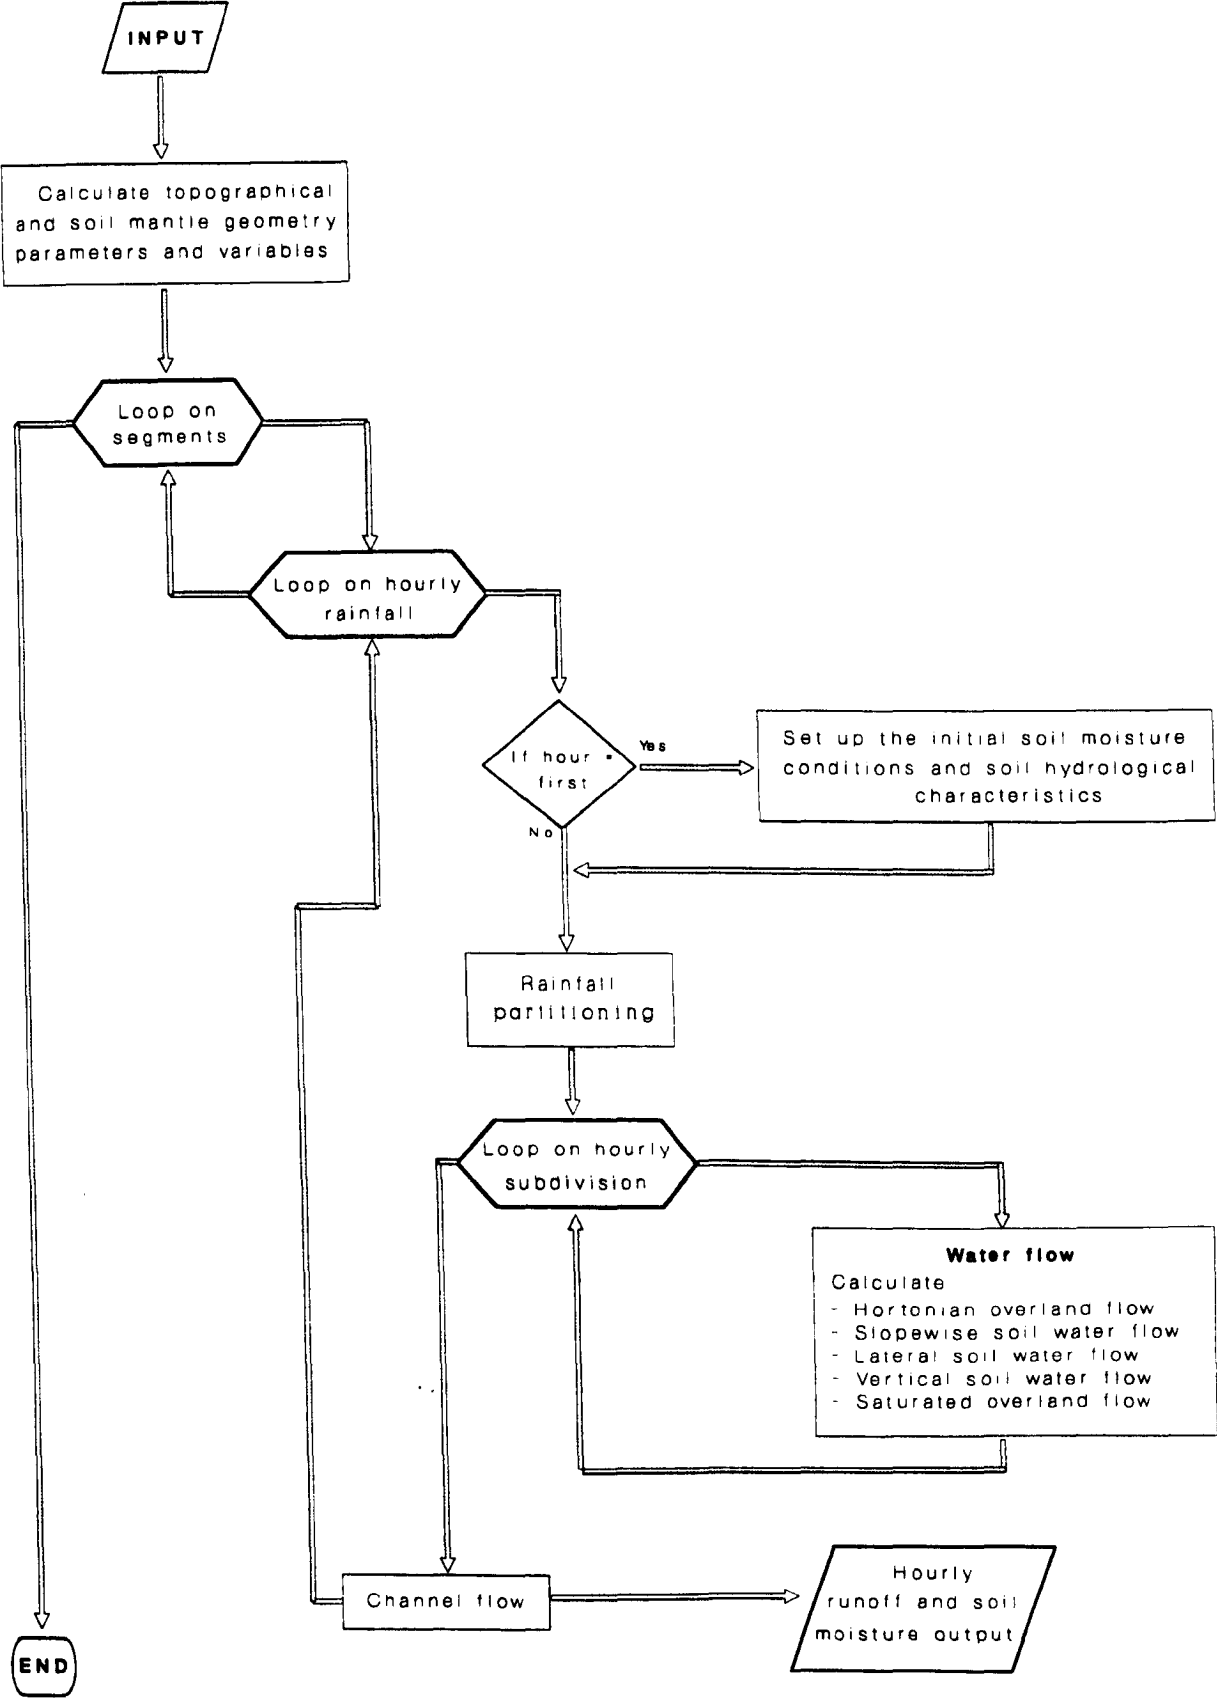 INPUT
Calculate topographical
and soil mantle geometry
parameters and variables
Loop on
segments
Loop on hourly
rainfall
If hour =
first
Yes
Set up the initial soil moisture
conditions and soil hydrological
characteristics
No
Rainfall
partitioning
Loop on hourly
subdivision
Water flow
Calculate
- Hortonian overland flow
- Slopewise soil water flow
- Lateral soil water flow
- Vertical soil water flow
- Saturated overland flow
Channel flow
Hourly
runoff and soil
moisture output
END